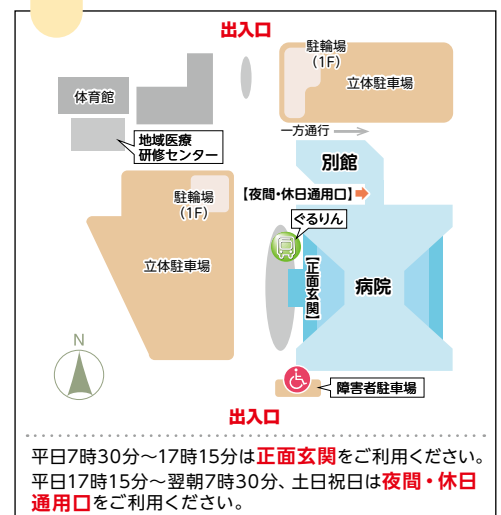 出入口
駐輪場
(1F)
立体駐車場
体育館
地域医療
研修センター
一方通行
別館
【夜間・休日通用口】
駐輪場
(1F)
ぐるりん
立体駐車場
【正面玄関】
病院
N
障害者駐車場
出入口
平日7時30分～17時15分は正面玄関をご利用ください。
平日17時15分～翌朝7時30分、土日祝日は夜間・休日
通用口をご利用ください。